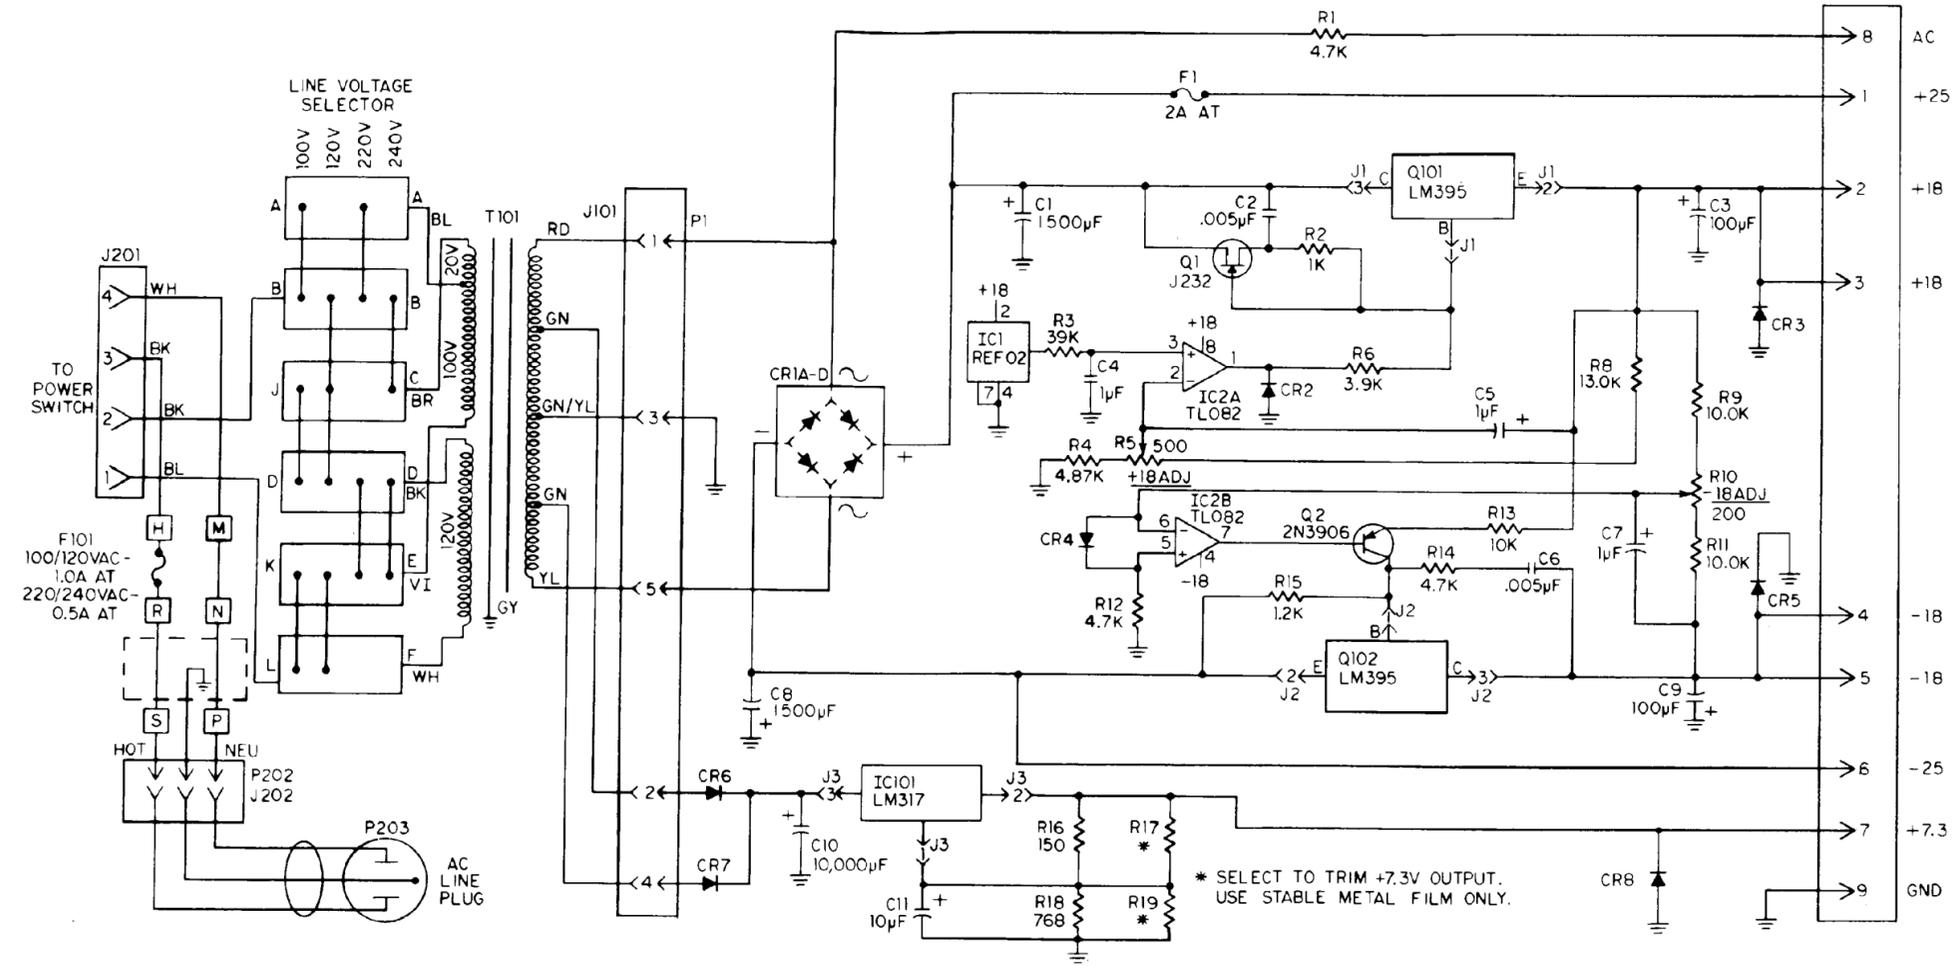 LINE VOLTAGE
SELECTOR
100V
120V
220V
240V
A
A
BL
B
B
J
C
BR
D
D
BK
K
E
VI
L
F
WH
J201
4
WH
3
BK
2
BK
1
BL
TO
POWER
SWITCH
H
M
F101
100/120VAC-
1.0A AT
220/240VAC-
0.5A AT
R
N
S
P
HOT
NEU
P202
J202
P203
AC
LINE
PLUG
T101
20V
100V
120V
GY
RD
GN
GN/YL
GN
YL
J101
P1
1
3
5
2
4
CR1A-D
-
+
R1
4.7K
F1
2A AT
+
C1
1500µF
C2
.005µF
Q1
J232
R2
1K
J1
3
C
Q101
LM395
E
J1
2
B
J1
+
C3
100µF
CR3
+18
2
IC1
REF02
7
4
R3
39K
C4
1µF
3
+
2
-
+18
8
1
IC2A
TL082
CR2
R6
3.9K
C5
1µF
+
R8
13.0K
R9
10.0K
R4
4.87K
R5
500
+18ADJ
R10
-18ADJ
200
R11
10.0K
CR4
IC2B
TL082
6
-
5
+
7
4
-18
R12
4.7K
Q2
2N3906
R13
10K
R14
4.7K
C6
.005µF
C7
1µF
+
R15
1.2K
J2
B
Q102
LM395
2
E
J2
C
3
J2
CR5
C9
100µF
+
C8
1500µF
+
CR6
CR7
+
C10
10,000µF
J3
3
IC101
LM317
J3
2
J3
C11
10µF
+
R16
150
R17
*
R18
768
R19
*
* SELECT TO TRIM +7.3V OUTPUT.
USE STABLE METAL FILM ONLY.
CR8
8
AC
1
+25
2
+18
3
+18
4
-18
5
-18
6
-25
7
+7.3
9
GND